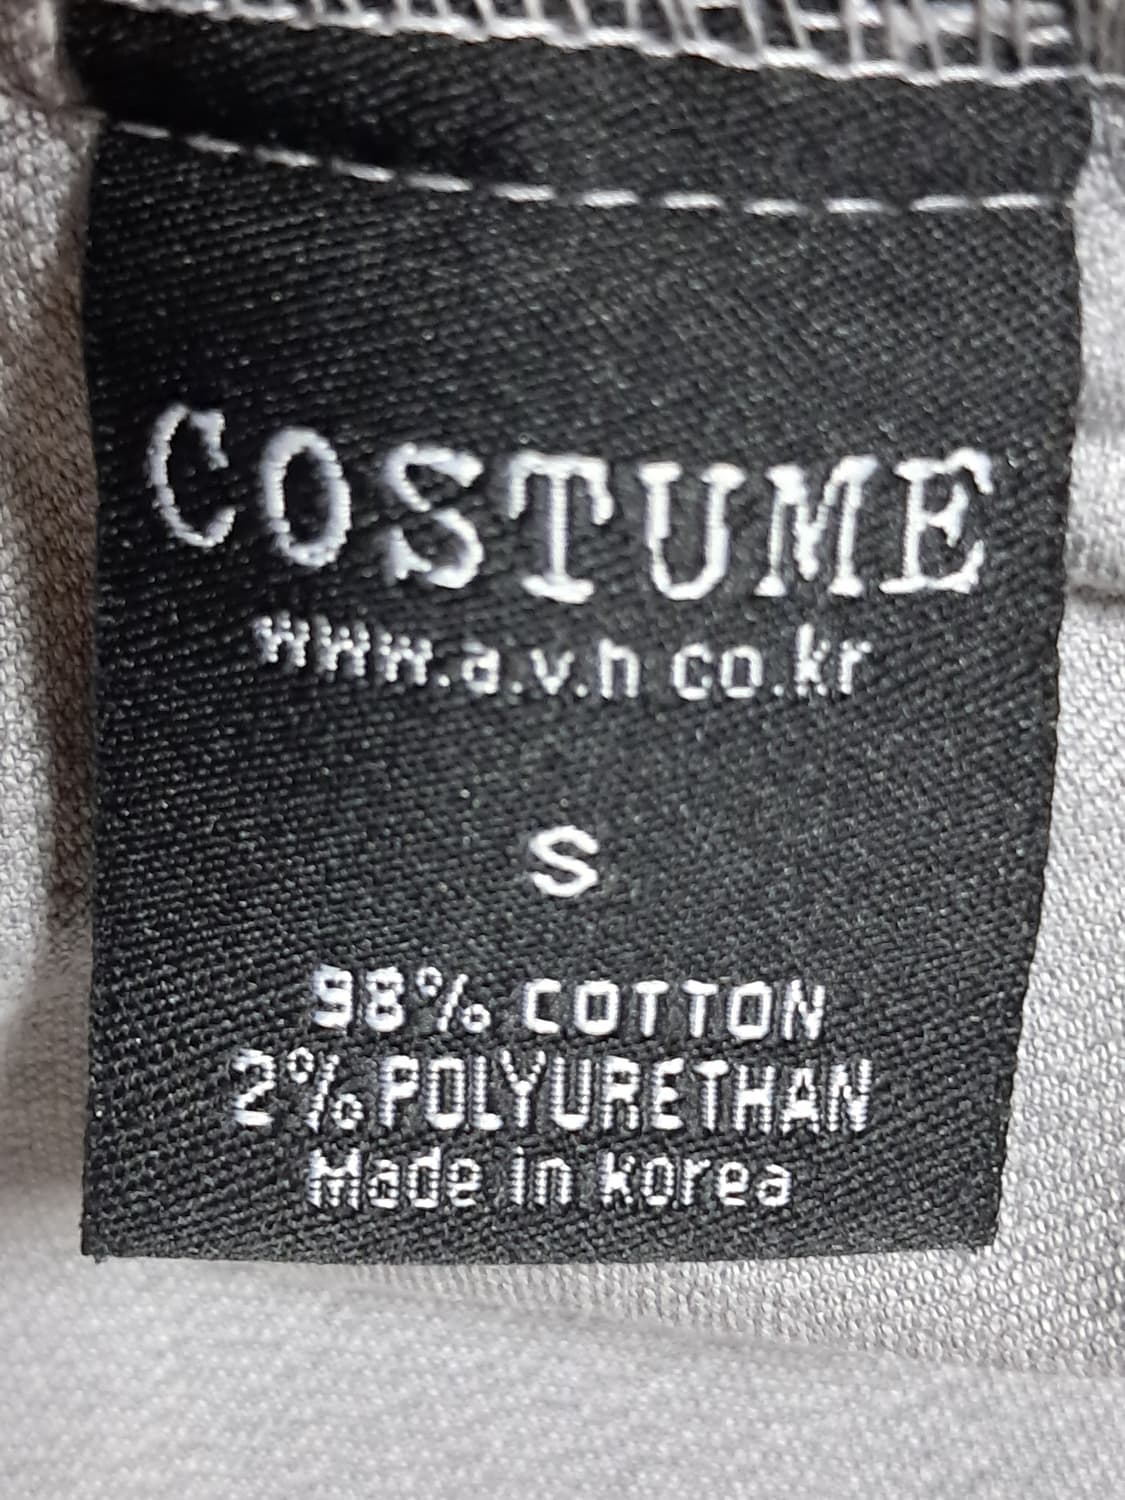 COSTUME
www.a.v.h co.kr
S
98% COTTON
2% POLYURETHAN
Made in korea